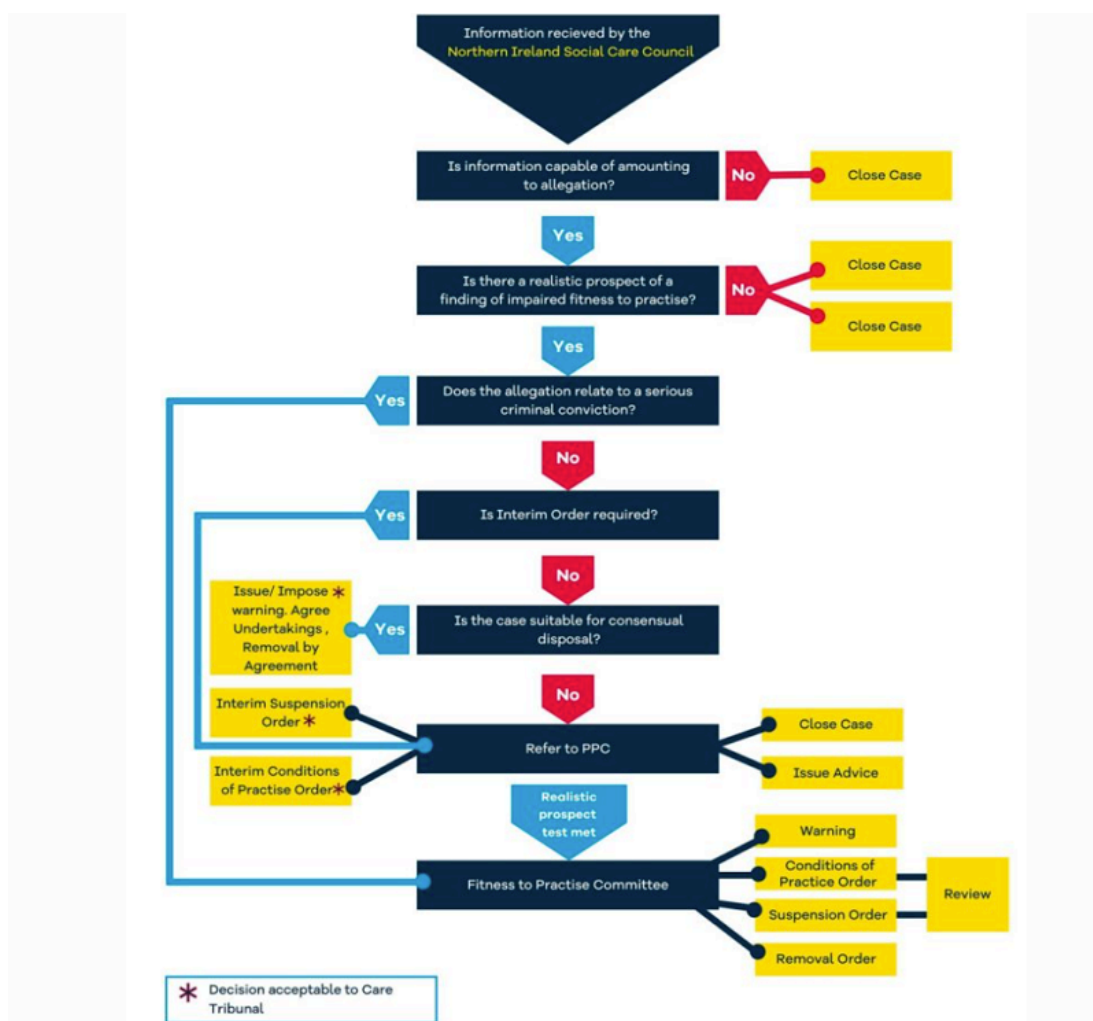 Information recieved by the
Northern Ireland Social Care Council
Is information capable of amounting
to allegation?
No
Close Case
Yes
Is there a realistic prospect of a
finding of impaired fitness to practise?
No
Close Case
Close Case
Yes
Does the allegation relate to a serious
criminal conviction?
Yes
No
Is Interim Order required?
Yes
No
Issue/ Impose *
warning. Agree
Undertakings ,
Removal by
Agreement
Yes
Is the case suitable for consensual
disposal?
No
Interim Suspension
Order *
Interim Conditions
of Practise Order*
Refer to PPC
Close Case
Issue Advice
Realistic
prospect
test met
Fitness to Practise Committee
Warning
Conditions of
Practice Order
Suspension Order
Removal Order
Review
* Decision acceptable to Care
Tribunal